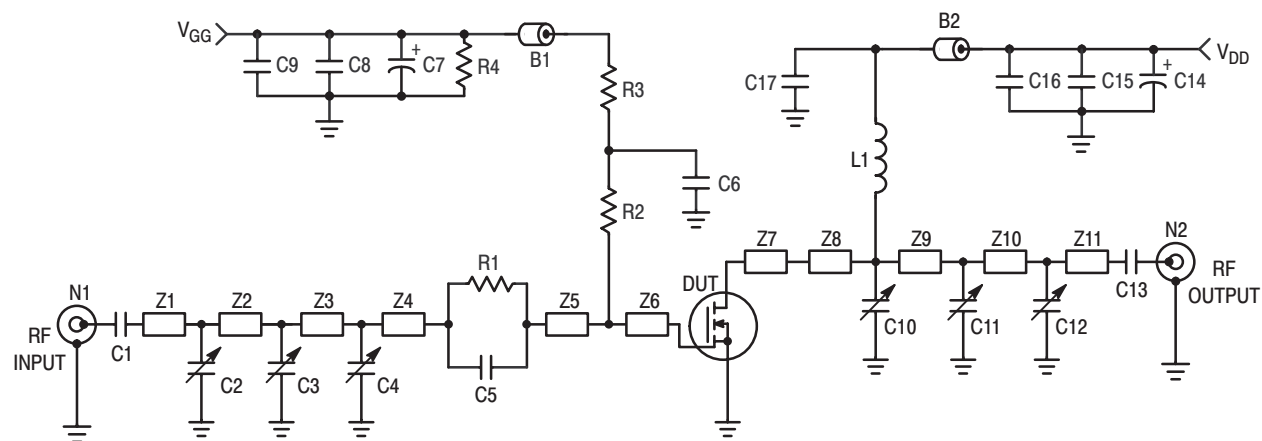 VGG
C9
C8
+
C7
R4
B1
R3
C6
R2
B2
VDD
C17
C16
C15
+
C14
L1
N1
RF
INPUT
C1
Z1
Z2
Z3
Z4
C2
C3
C4
R1
C5
Z5
Z6
DUT
Z7
Z8
Z9
Z10
Z11
C10
C11
C12
C13
N2
RF
OUTPUT